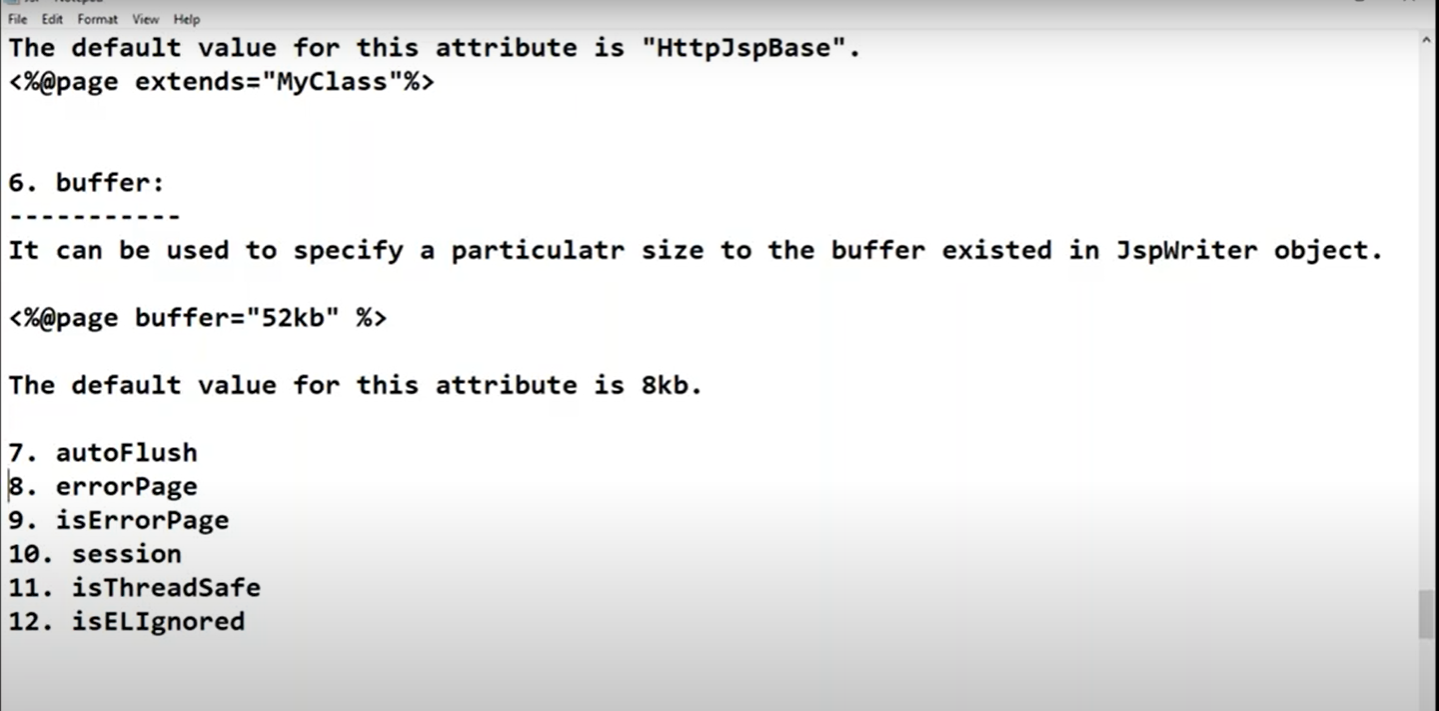 File Edit Format View Help
The default value for this attribute is "HttpJspBase".
<%@page extends="MyClass"%>
6. buffer:
-----------
It can be used to specify a particulatr size to the buffer existed in JspWriter object.
<%@page buffer="52kb" %>
The default value for this attribute is 8kb.
7. autoFlush
8. errorPage
9. isErrorPage
10. session
11. isThreadSafe
12. isELIgnored